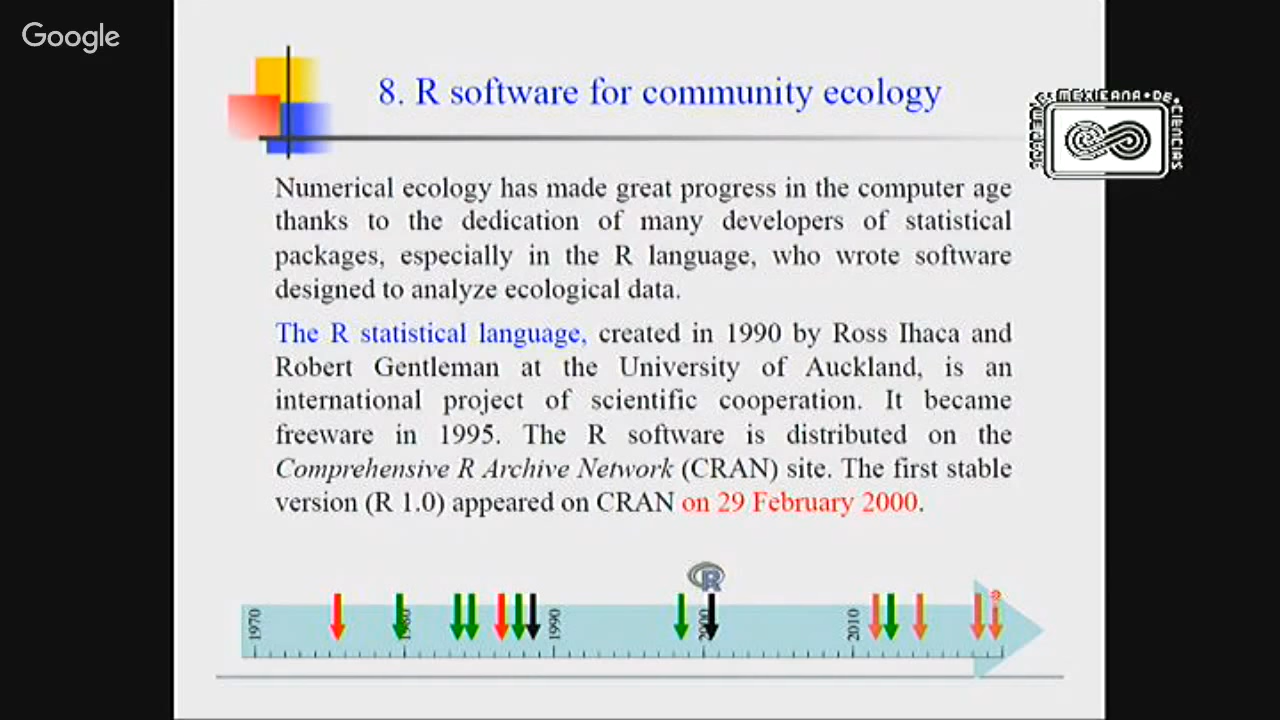 Google
8. R software for community ecology
ACADEMIA MEXICANA DE CIENCIAS
Numerical ecology has made great progress in the computer age
thanks to the dedication of many developers of statistical
packages, especially in the R language, who wrote software
designed to analyze ecological data.
The R statistical language, created in 1990 by Ross Ihaca and
Robert Gentleman at the University of Auckland, is an
international project of scientific cooperation. It became
freeware in 1995. The R software is distributed on the
Comprehensive R Archive Network (CRAN) site. The first stable
version (R 1.0) appeared on CRAN on 29 February 2000.
R
1970 1980 1990 2000 2010